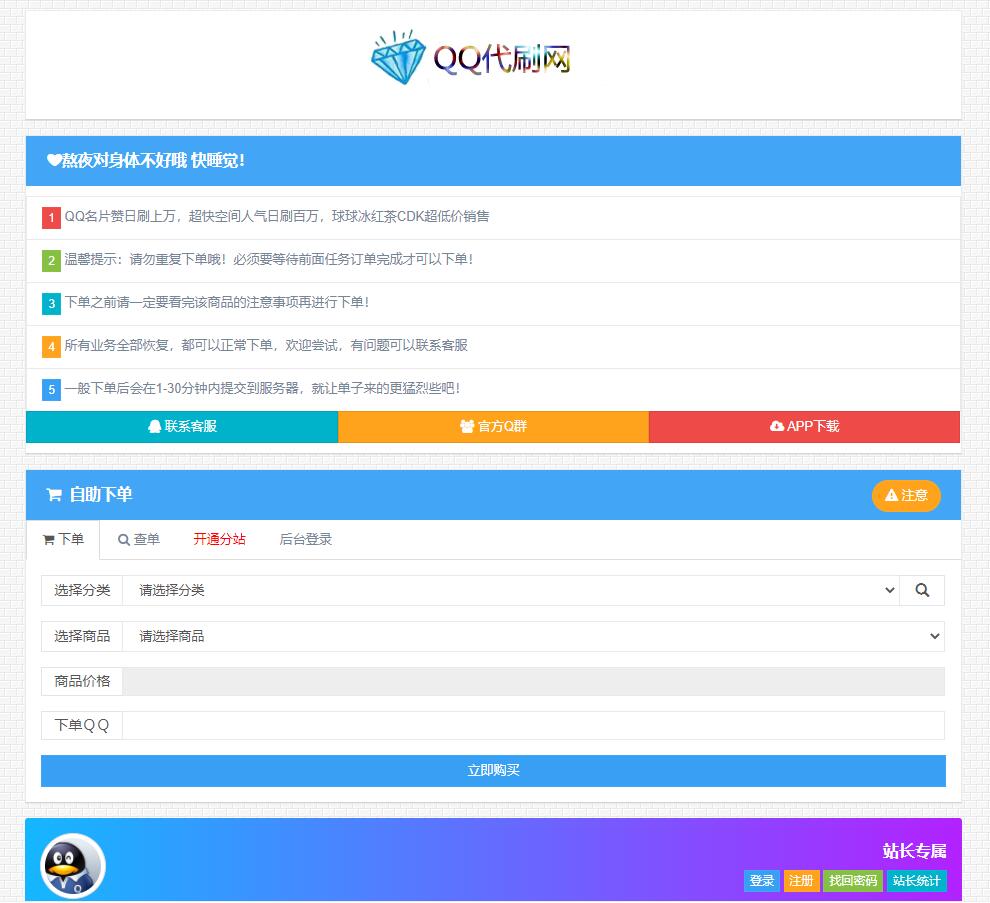 QQ代刷网
熬夜对身体不好哦 快睡觉!
1 QQ名片赞日刷上万，超快空间人气日刷百万，球球冰红茶CDK超低价销售
2 温馨提示：请勿重复下单哦！必须要等待前面任务订单完成才可以下单！
3 下单之前请一定要看完该商品的注意事项再进行下单！
4 所有业务全部恢复，都可以正常下单，欢迎尝试，有问题可以联系客服
5 一般下单后会在1-30分钟内提交到服务器，就让单子来的更猛烈些吧！
联系客服 官方Q群 APP下载
自助下单 注意
下单 查单 开通分站 后台登录
选择分类 请选择分类
选择商品 请选择商品
商品价格
下单ＱＱ
立即购买
站长专属
登录 注册 找回密码 站长统计